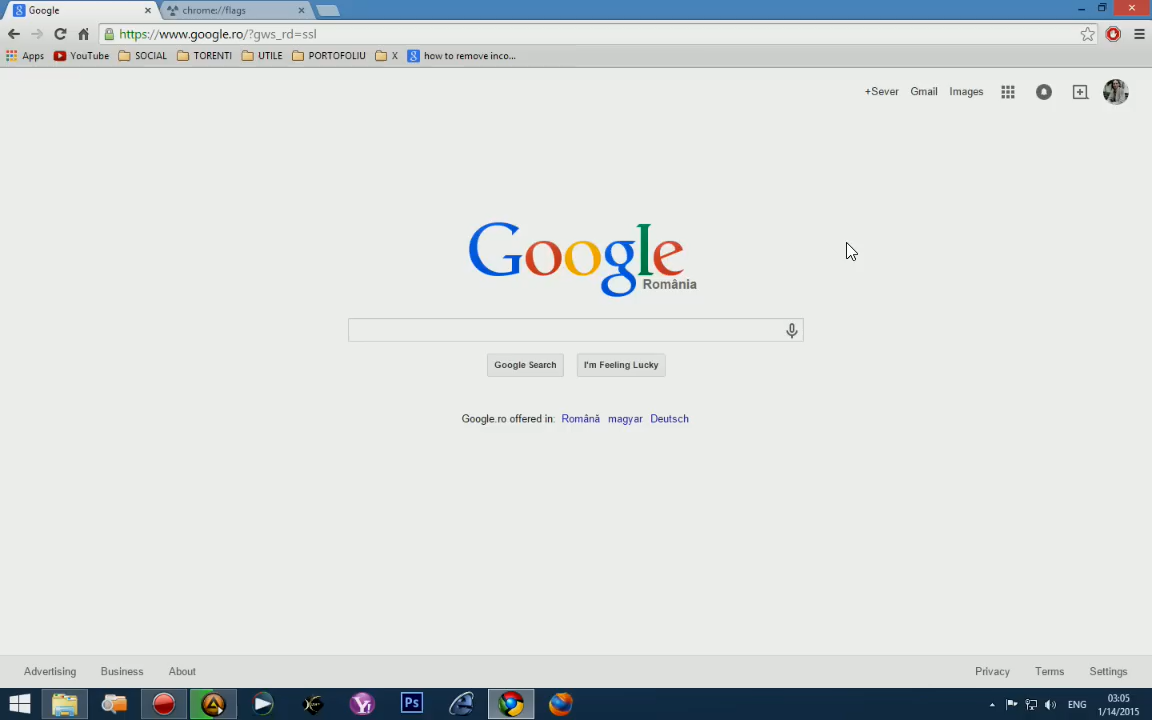 Google
chrome://flags
https://www.google.ro/?gws_rd=ssl
Apps YouTube SOCIAL TORENTI UTILE PORTOFOLIU X how to remove inco...
+Sever Gmail Images
Google
România
Google Search I'm Feeling Lucky
Google.ro offered in: Română magyar Deutsch
Advertising Business About Privacy Terms Settings
Ps
ENG
03:05
1/14/2015